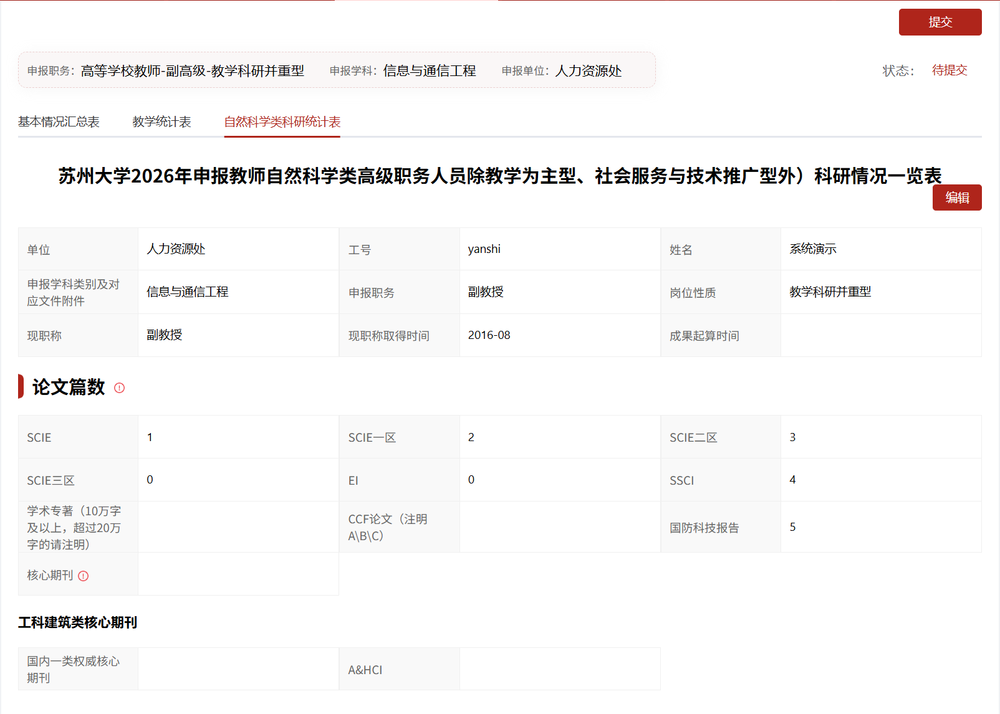 提交
申报职务：高等学校教师-副高级-教学科研并重型 申报学科：信息与通信工程 申报单位：人力资源处 状态： 待提交
基本情况汇总表 教学统计表 自然科学类科研统计表
苏州大学2026年申报教师自然科学类高级职务人员除教学为主型、社会服务与技术推广型外）科研情况一览表
编辑
单位 人力资源处 工号 yanshi 姓名 系统演示
申报学科类别及对
应文件附件 信息与通信工程 申报职务 副教授 岗位性质 教学科研并重型
现职称 副教授 现职称取得时间 2016-08 成果起算时间
论文篇数
SCIE 1 SCIE一区 2 SCIE二区 3
SCIE三区 0 EI 0 SSCI 4
学术专著（10万字
及以上，超过20万
字的请注明）
CCF论文（注明
A\B\C）
国防科技报告 5
核心期刊
工科建筑类核心期刊
国内一类权威核心
期刊
A&HCI